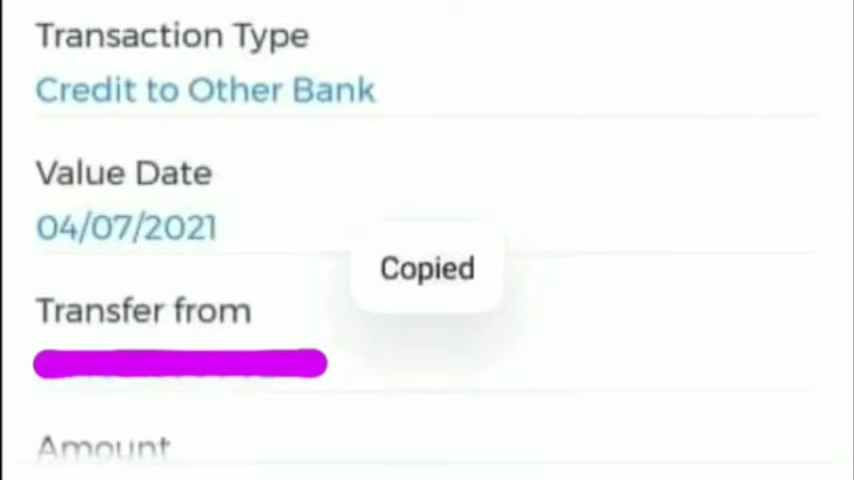 Transaction Type
Credit to Other Bank
Value Date
04/07/2021
Copied
Transfer from
Amount